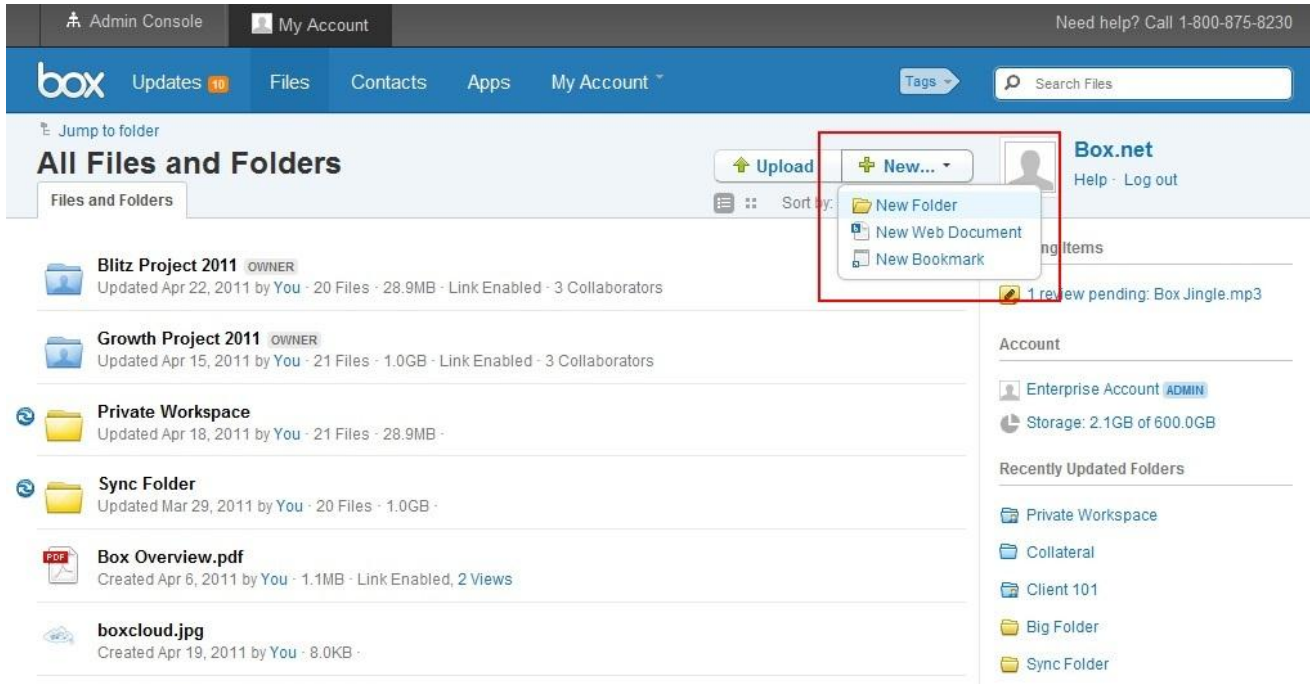 Admin Console My Account Need help? Call 1-800-875-8230
box Updates 10 Files Contacts Apps My Account Tags Search Files
Jump to folder
All Files and Folders
Files and Folders
Upload New...
Sort by:
New Folder
New Web Document
New Bookmark
Box.net
Help · Log out
Blitz Project 2011 OWNER
Updated Apr 22, 2011 by You · 20 Files · 28.9MB · Link Enabled · 3 Collaborators
Growth Project 2011 OWNER
Updated Apr 15, 2011 by You · 21 Files · 1.0GB · Link Enabled · 3 Collaborators
Private Workspace
Updated Apr 18, 2011 by You · 21 Files · 28.9MB ·
Sync Folder
Updated Mar 29, 2011 by You · 20 Files · 1.0GB ·
PDF
Box Overview.pdf
Created Apr 6, 2011 by You · 1.1MB · Link Enabled, 2 Views
boxcloud.jpg
Created Apr 19, 2011 by You · 8.0KB ·
Items
1 review pending: Box Jingle.mp3
Account
Enterprise Account ADMIN
Storage: 2.1GB of 600.0GB
Recently Updated Folders
Private Workspace
Collateral
Client 101
Big Folder
Sync Folder